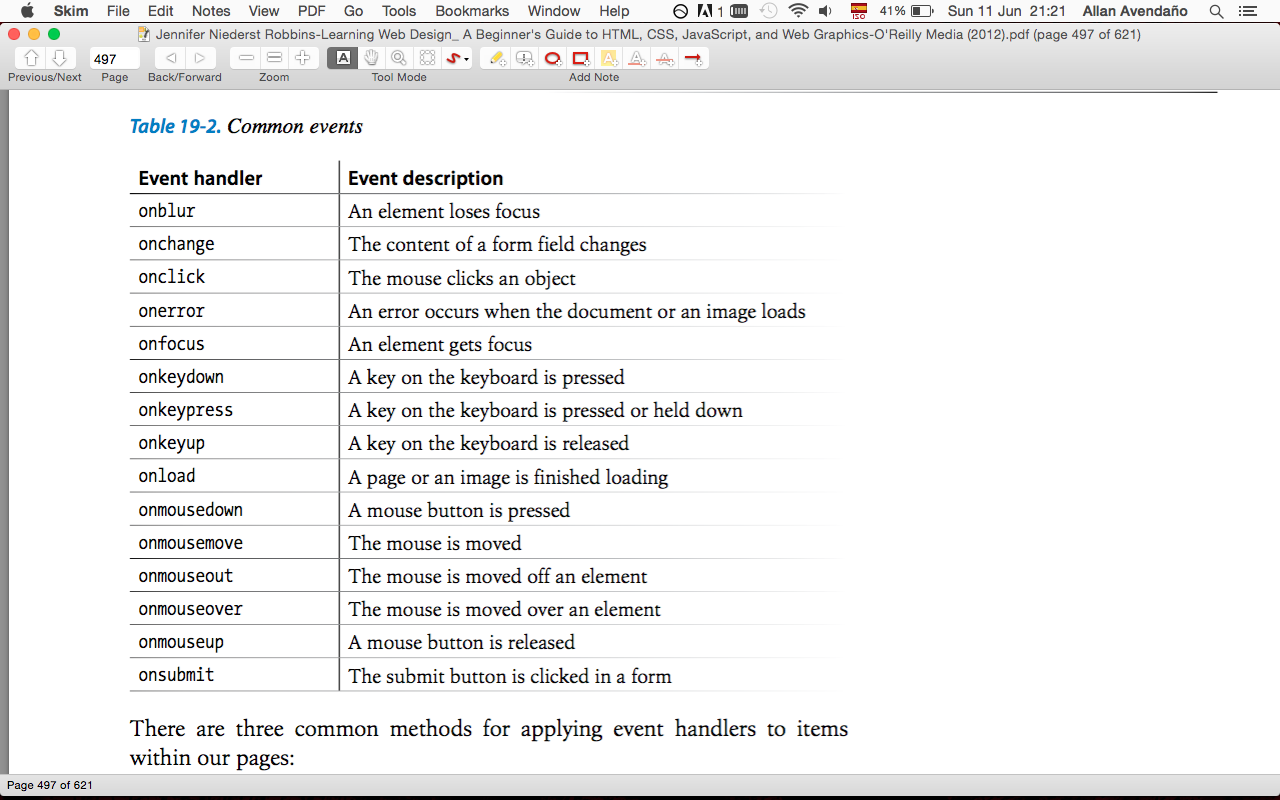 Skim File Edit Notes View PDF Go Tools Bookmarks Window Help 1 ISO 41% Sun 11 Jun 21:21 Allan Avendaño
Jennifer Niederst Robbins-Learning Web Design_ A Beginner's Guide to HTML, CSS, JavaScript, and Web Graphics-O'Reilly Media (2012).pdf (page 497 of 621)
497
Previous/Next Page Back/Forward Zoom Tool Mode Add Note
Table 19-2. Common events
Event handler Event description
onblur An element loses focus
onchange The content of a form field changes
onclick The mouse clicks an object
onerror An error occurs when the document or an image loads
onfocus An element gets focus
onkeydown A key on the keyboard is pressed
onkeypress A key on the keyboard is pressed or held down
onkeyup A key on the keyboard is released
onload A page or an image is finished loading
onmousedown A mouse button is pressed
onmousemove The mouse is moved
onmouseout The mouse is moved off an element
onmouseover The mouse is moved over an element
onmouseup A mouse button is released
onsubmit The submit button is clicked in a form
There are three common methods for applying event handlers to items
within our pages:
Page 497 of 621